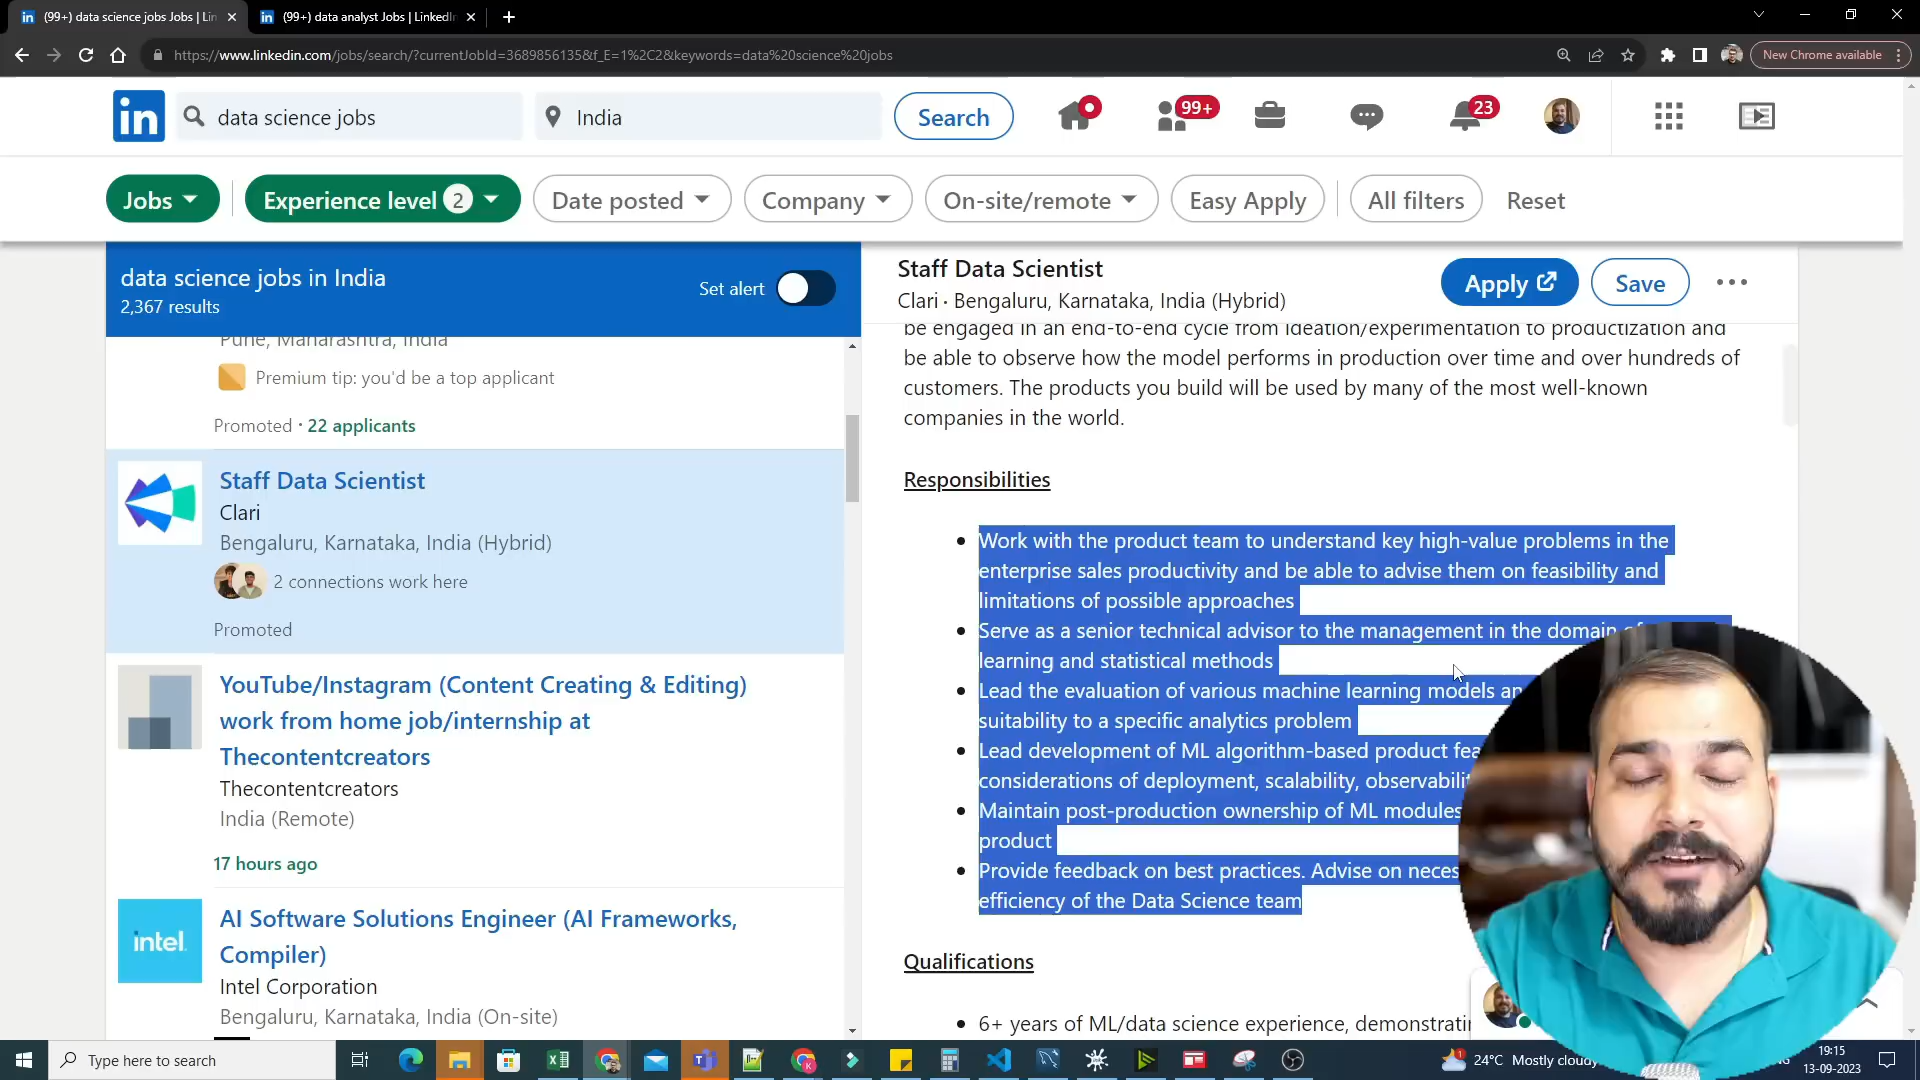 (99+) data science jobs Jobs | Lin
(99+) data analyst Jobs | LinkedIn
https://www.linkedin.com/jobs/search/?currentJobId=3689856135&f_E=1%2C2&keywords=data%20science%20jobs
New Chrome available
in
data science jobs
India
Search
99+
23
Jobs
Experience level 2
Date posted
Company
On-site/remote
Easy Apply
All filters
Reset
data science jobs in India
2,367 results
Set alert
Pune, Maharashtra, India
Premium tip: you'd be a top applicant
Promoted · 22 applicants
Staff Data Scientist
Clari
Bengaluru, Karnataka, India (Hybrid)
2 connections work here
Promoted
YouTube/Instagram (Content Creating & Editing)
work from home job/internship at
Thecontentcreators
Thecontentcreators
India (Remote)
17 hours ago
intel.
AI Software Solutions Engineer (AI Frameworks,
Compiler)
Intel Corporation
Bengaluru, Karnataka, India (On-site)
Staff Data Scientist
Clari · Bengaluru, Karnataka, India (Hybrid)
Apply
Save
be engaged in an end-to-end cycle from ideation/experimentation to productization and
be able to observe how the model performs in production over time and over hundreds of
customers. The products you build will be used by many of the most well-known
companies in the world.
Responsibilities
Work with the product team to understand key high-value problems in the
enterprise sales productivity and be able to advise them on feasibility and
limitations of possible approaches
Serve as a senior technical advisor to the management in the domain of
learning and statistical methods
Lead the evaluation of various machine learning models an
suitability to a specific analytics problem
Lead development of ML algorithm-based product fea
considerations of deployment, scalability, observabilit
Maintain post-production ownership of ML modules
product
Provide feedback on best practices. Advise on neces
efficiency of the Data Science team
Qualifications
6+ years of ML/data science experience, demonstratin
Type here to search
24°C Mostly cloudy
19:15
13-09-2023